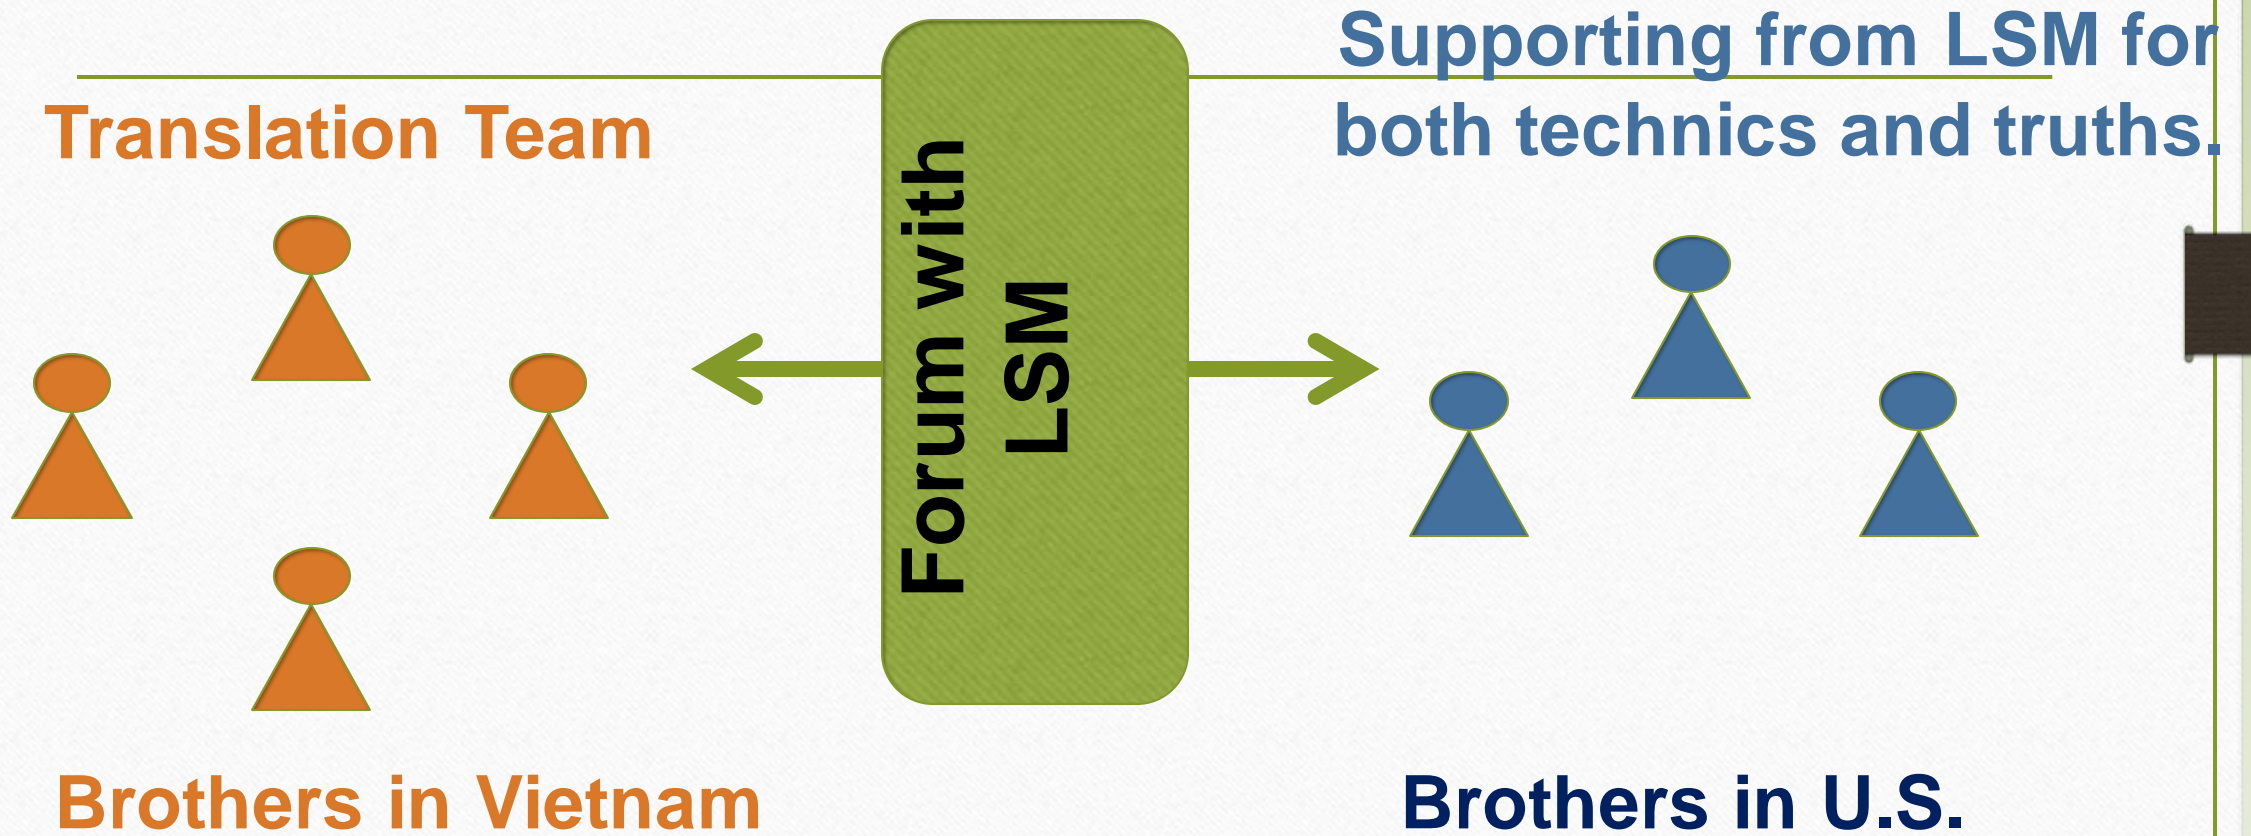 Translation Team
Forum with
LSM
Supporting from LSM for
both technics and truths.
Brothers in Vietnam
Brothers in U.S.